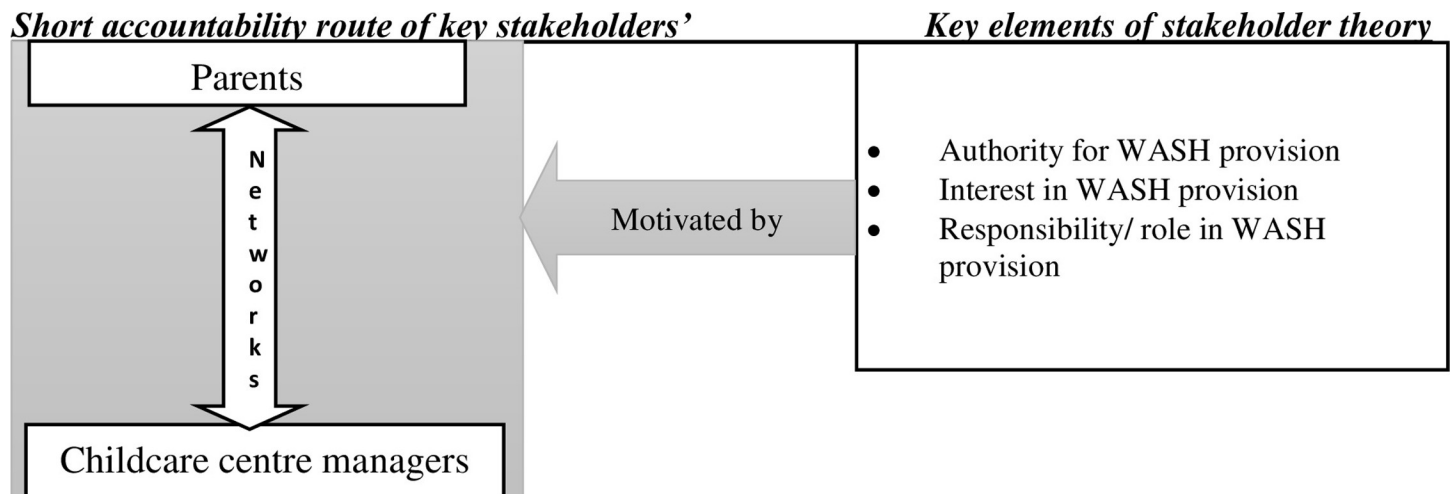 Short accountability route of key stakeholders’
Key elements of stakeholder theory
Parents
Networks
Childcare centre managers
Motivated by
• Authority for WASH provision
• Interest in WASH provision
• Responsibility/ role in WASH
provision